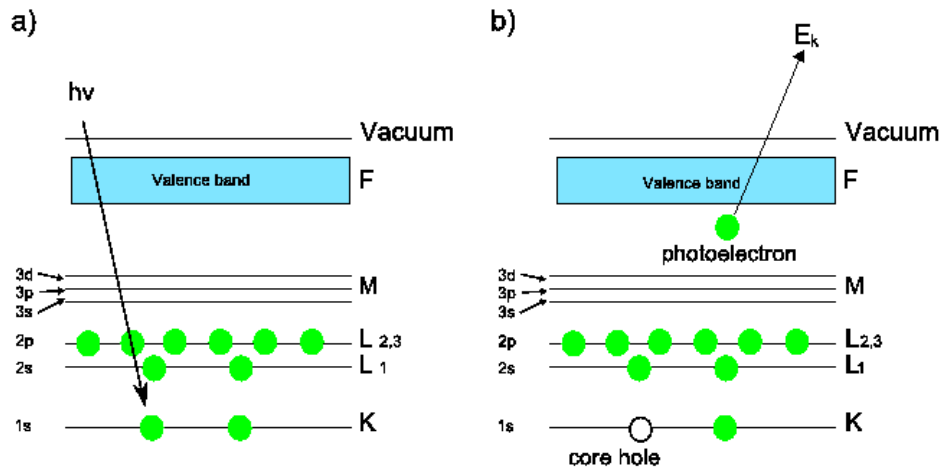 a)
hv
Vacuum
Valence band
F
3d
3p
3s
M
2p
L 2,3
2s
L 1
1s
K
b)
Ek
Vacuum
Valence band
F
photoelectron
3d
3p
3s
M
2p
L2,3
2s
L1
1s
K
core hole